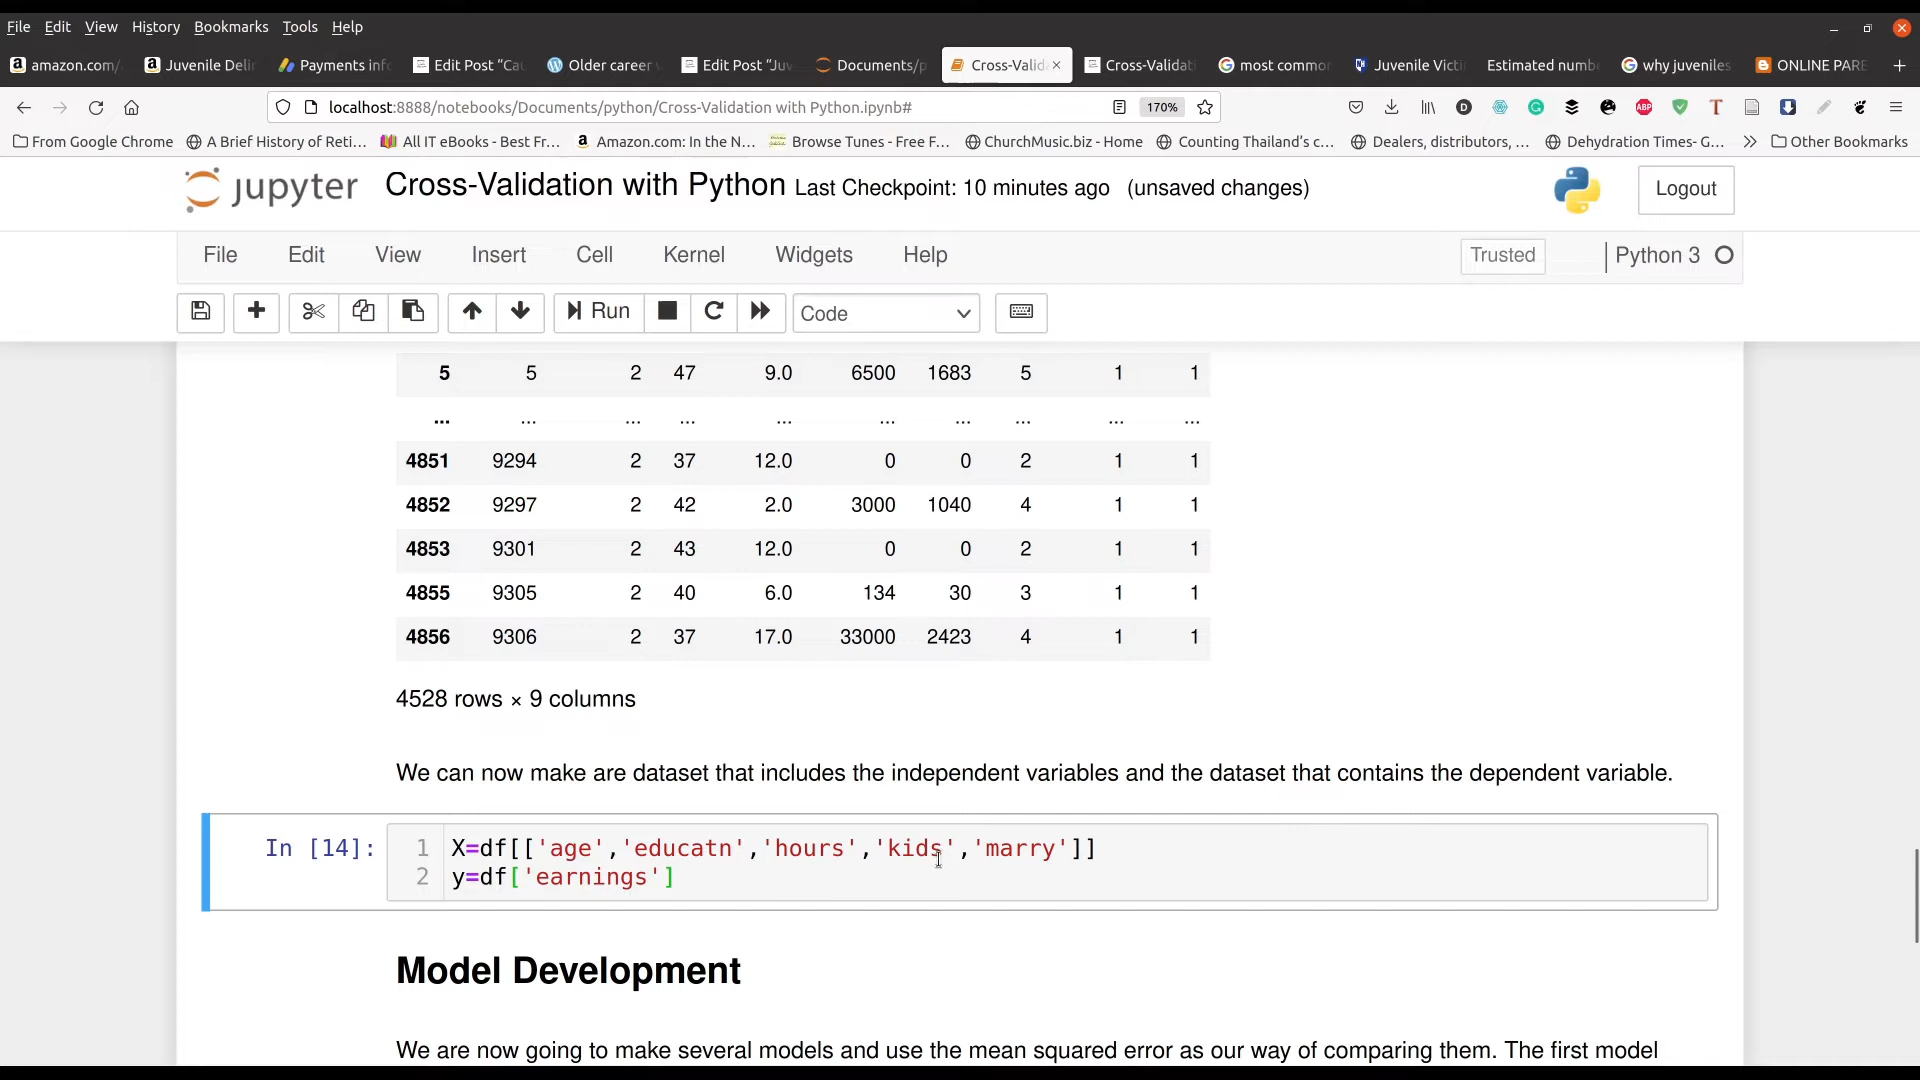 File Edit View History Bookmarks Tools Help
amazon.com/ Juvenile Deli Payments info Edit Post “Ca Older career Edit Post “Juv Documents/p Cross-Valid Cross-Validat most commo Juvenile Victi Estimated numb why juveniles ONLINE PARE
localhost:8888/notebooks/Documents/python/Cross-Validation with Python.ipynb# 170%
From Google Chrome A Brief History of Reti... All IT eBooks - Best Fr... Amazon.com: In the N... Browse Tunes - Free F... ChurchMusic.biz - Home Counting Thailand’s c... Dealers, distributors, ... Dehydration Times- G... Other Bookmarks
jupyter Cross-Validation with Python Last Checkpoint: 10 minutes ago (unsaved changes) Logout
File Edit View Insert Cell Kernel Widgets Help Trusted Python 3
Run Code
5 5 2 47 9.0 6500 1683 5 1 1
... ... ... ... ... ... ... ... ... ...
4851 9294 2 37 12.0 0 0 2 1 1
4852 9297 2 42 2.0 3000 1040 4 1 1
4853 9301 2 43 12.0 0 0 2 1 1
4855 9305 2 40 6.0 134 30 3 1 1
4856 9306 2 37 17.0 33000 2423 4 1 1
4528 rows × 9 columns
We can now make are dataset that includes the independent variables and the dataset that contains the dependent variable.
In [14]: 1 X=df[['age','educatn','hours','kids','marry']]
2 y=df['earnings']
Model Development
We are now going to make several models and use the mean squared error as our way of comparing them. The first model